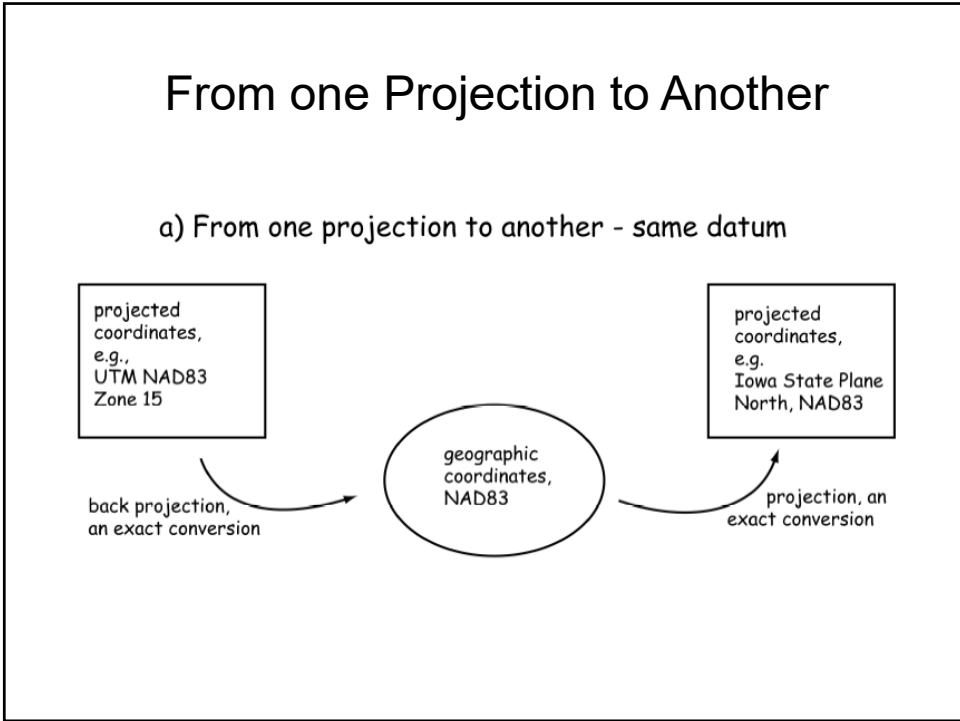 From one Projection to Another
a) From one projection to another - same datum
projected
coordinates,
e.g.,
UTM NAD83
Zone 15
back projection,
an exact conversion
geographic
coordinates,
NAD83
projected
coordinates,
e.g.
Iowa State Plane
North, NAD83
projection, an
exact conversion